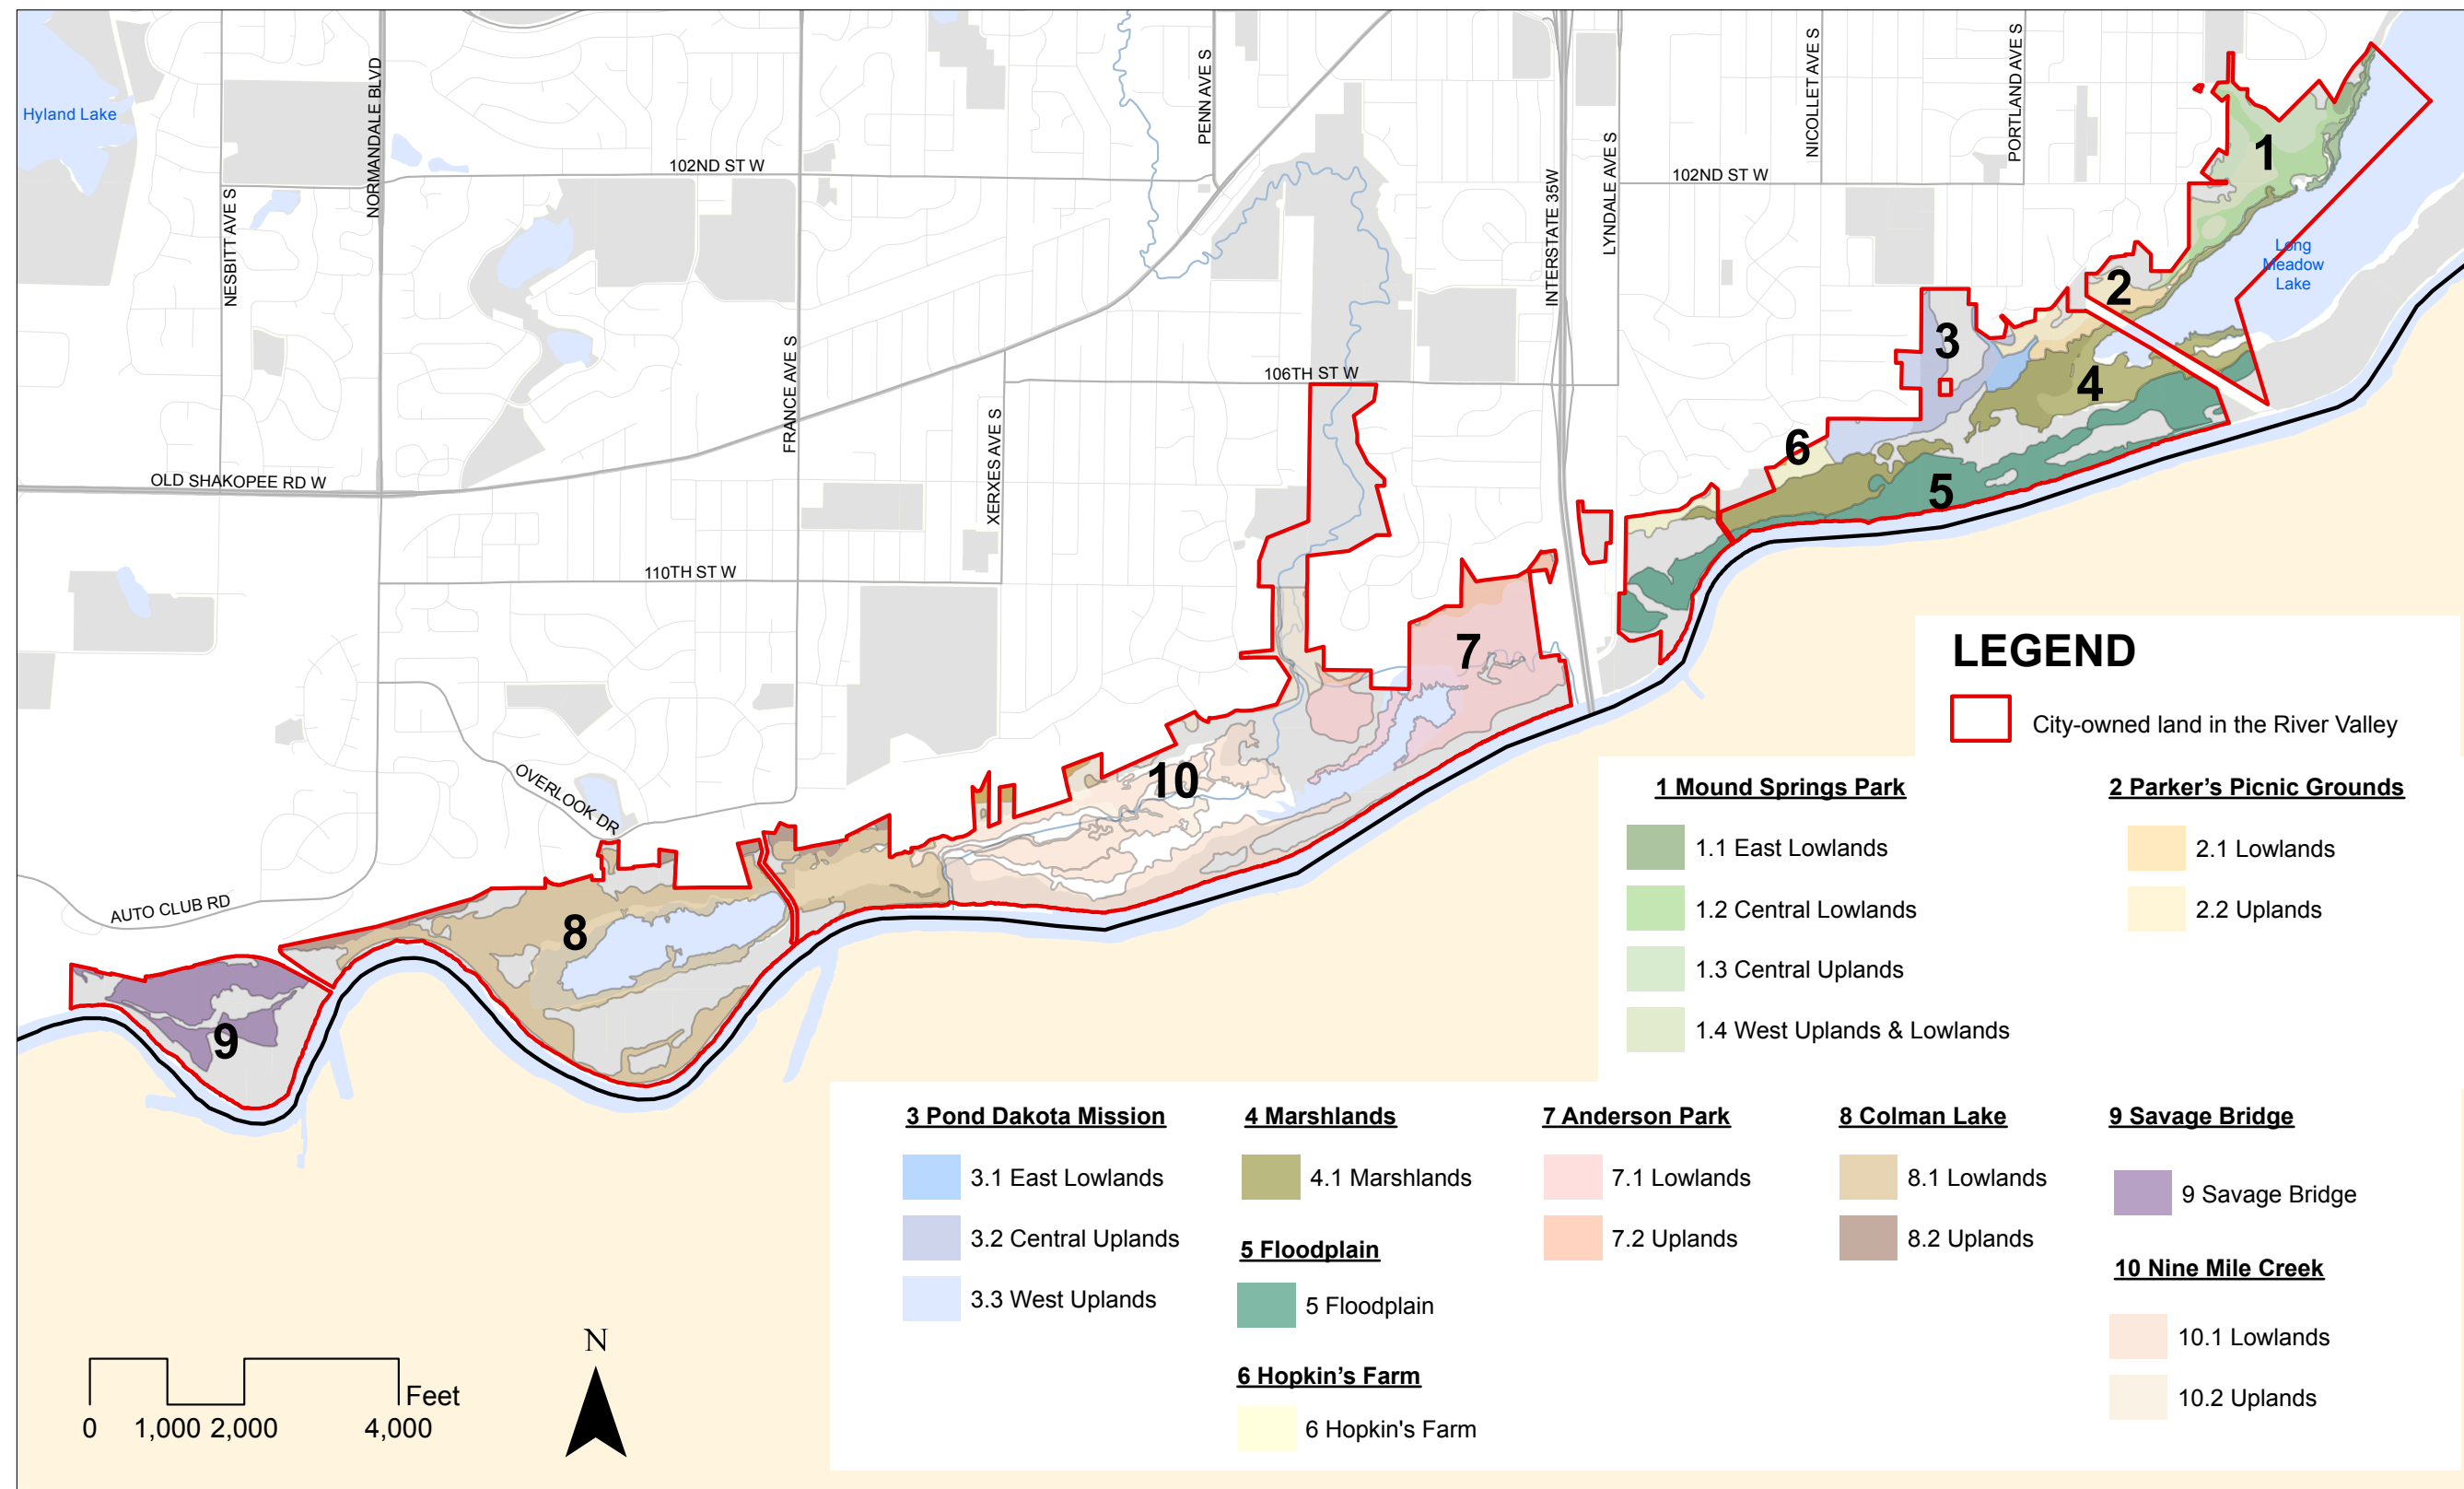 Hyland Lake
NESBITT AVE S
NORMANDALE BLVD
102ND ST W
PENN AVE S
INTERSTATE 35W
LYNDALE AVE S
NICOLLET AVE S
PORTLAND AVE S
102ND ST W
1
Long
Meadow
Lake
2
3
4
FRANCE AVE S
XERXES AVE S
106TH ST W
6
5
OLD SHAKOPEE RD W
110TH ST W
7
10
OVERLOOK DR
AUTO CLUB RD
8
9
LEGEND
City-owned land in the River Valley
1 Mound Springs Park
1.1 East Lowlands
1.2 Central Lowlands
1.3 Central Uplands
1.4 West Uplands & Lowlands
2 Parker's Picnic Grounds
2.1 Lowlands
2.2 Uplands
3 Pond Dakota Mission
3.1 East Lowlands
3.2 Central Uplands
3.3 West Uplands
4 Marshlands
4.1 Marshlands
5 Floodplain
5 Floodplain
6 Hopkin’s Farm
6 Hopkin's Farm
7 Anderson Park
7.1 Lowlands
7.2 Uplands
8 Colman Lake
8.1 Lowlands
8.2 Uplands
9 Savage Bridge
9 Savage Bridge
10 Nine Mile Creek
10.1 Lowlands
10.2 Uplands
N
Feet
0 1,000 2,000 4,000